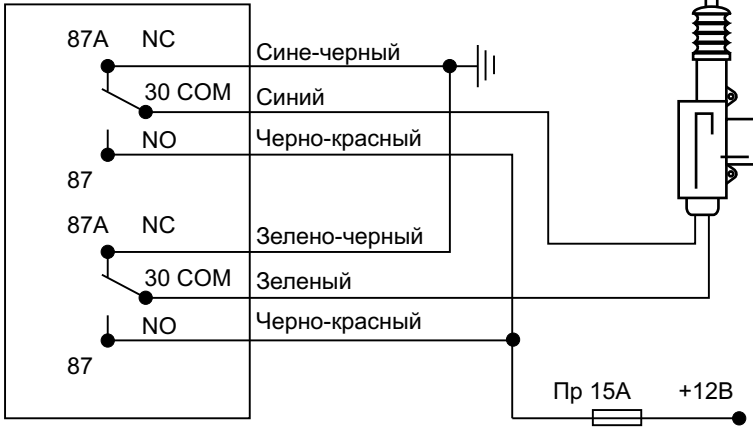 87A NC
Сине-черный
30 COM Синий
NO Черно-красный
87
87A NC
Зелено-черный
30 COM Зеленый
NO Черно-красный
87
Пр 15А +12В